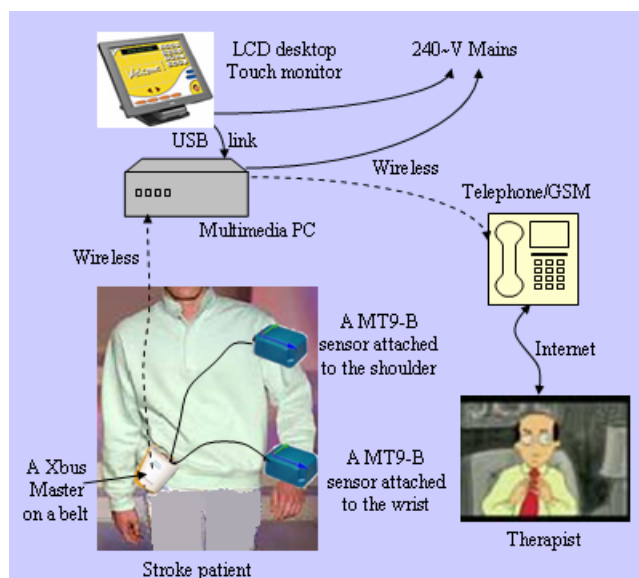 LCD desktop
Touch monitor
240~V Mains
USB link
Wireless
Telephone/GSM
Multimedia PC
Wireless
A MT9-B
sensor attached
to the shoulder
Internet
A Xbus
Master
on a belt
A MT9-B
sensor attached
to the wrist
Therapist
Stroke patient